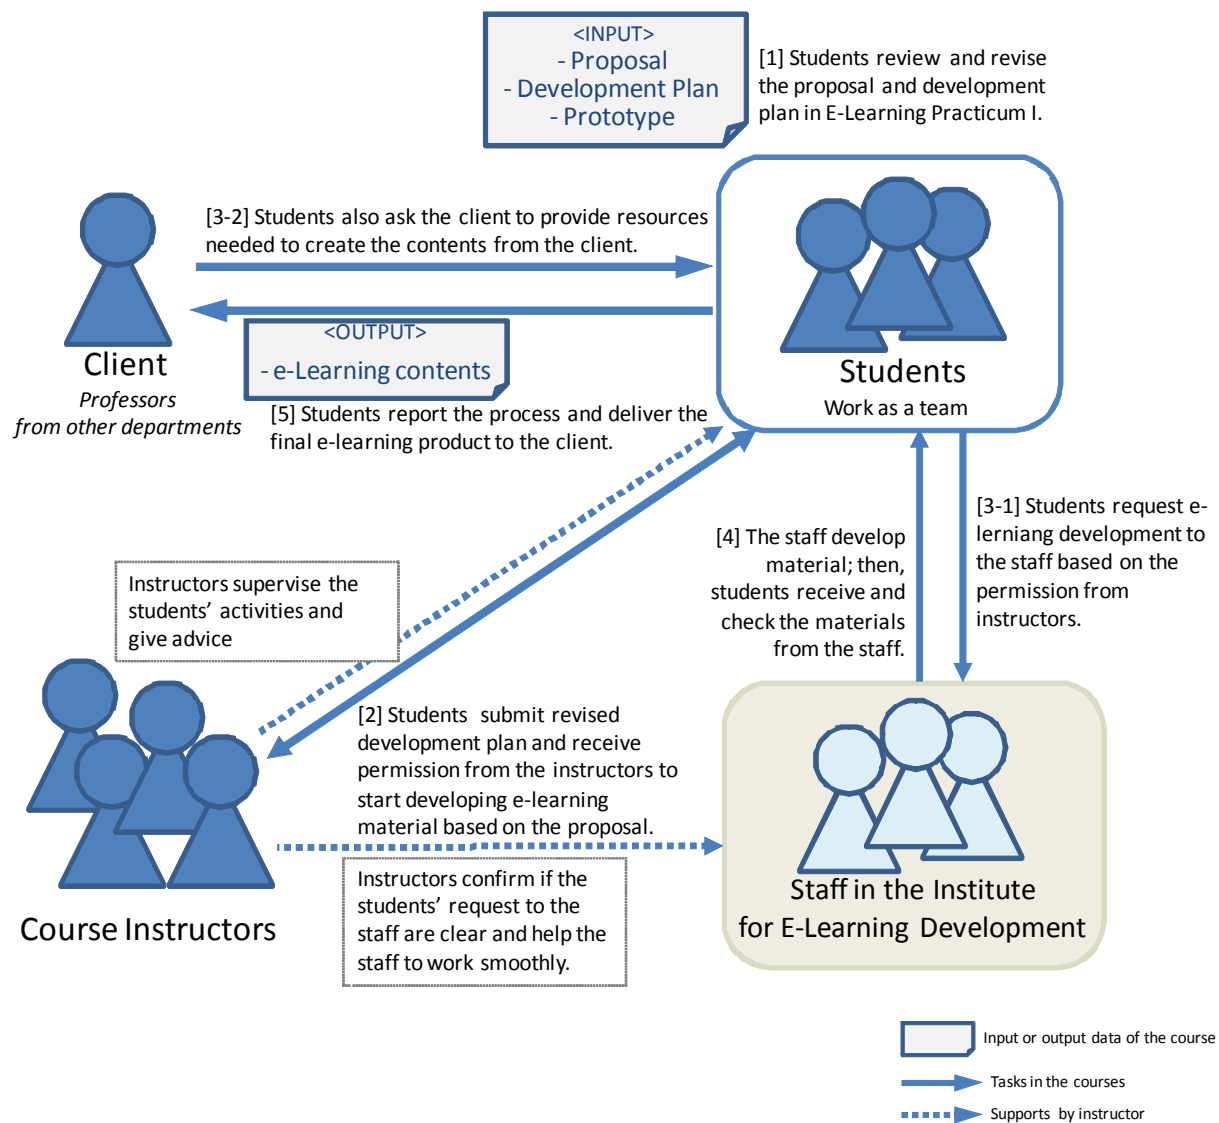 <INPUT>
- Proposal
- Development Plan
- Prototype
[1] Students review and revise
the proposal and development
plan in E-Learning Practicum I.
[3-2] Students also ask the client to provide resources
needed to create the contents from the client.
Client
Professors
from other departments
<OUTPUT>
- e-Learning contents
[5] Students report the process and deliver the
final e-learning product to the client.
Students
Work as a team
[4] The staff develop
material; then,
students receive and
check the materials
from the staff.
[3-1] Students request e-
lerniang development to
the staff based on the
permission from
instructors.
Instructors supervise the
students' activities and
give advice
[2] Students submit revised
development plan and receive
permission from the instructors to
start developing e-learning
material based on the proposal.
Instructors confirm if the
students' request to the
staff are clear and help the
staff to work smoothly.
Course Instructors
Staff in the Institute
for E-Learning Development
Input or output data of the course
Tasks in the courses
Supports by instructor